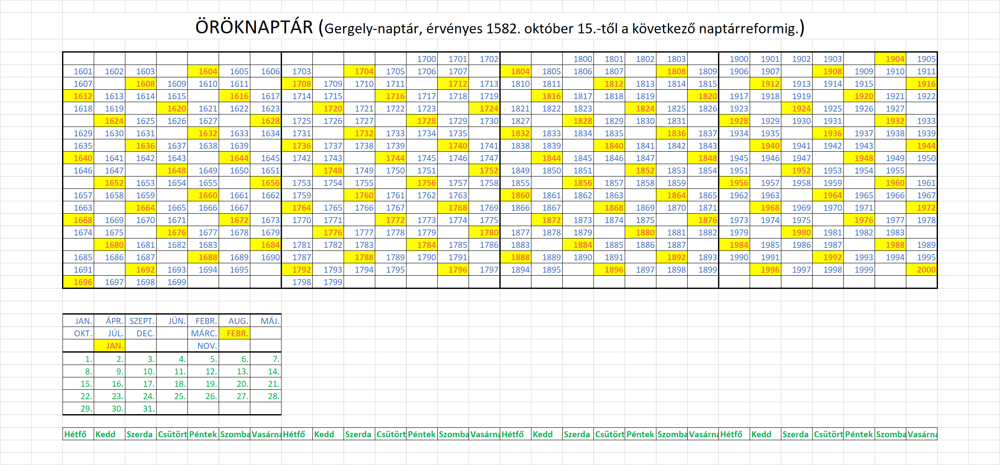 ÖRÖKNAPTÁR (Gergely-naptár, érvényes 1582. október 15.-től a következő naptárreformig.)
1700 1701 1702 1800 1801 1802 1803 1900 1901 1902 1903 1904 1905
1601 1602 1603 1604 1605 1606 1703 1704 1705 1706 1707 1804 1805 1806 1807 1808 1809 1906 1907 1908 1909 1910 1911
1607 1608 1609 1610 1611 1708 1709 1710 1711 1712 1713 1810 1811 1812 1813 1814 1815 1912 1913 1914 1915 1916
1612 1613 1614 1615 1616 1617 1714 1715 1716 1717 1718 1719 1816 1817 1818 1819 1820 1917 1918 1919 1920 1921 1922
1618 1619 1620 1621 1622 1623 1720 1721 1722 1723 1724 1821 1822 1823 1824 1825 1826 1923 1924 1925 1926 1927
1624 1625 1626 1627 1628 1725 1726 1727 1728 1729 1730 1827 1828 1829 1830 1831 1928 1929 1930 1931 1932 1933
1629 1630 1631 1632 1633 1634 1731 1732 1733 1734 1735 1832 1833 1834 1835 1836 1837 1934 1935 1936 1937 1938 1939
1635 1636 1637 1638 1639 1736 1737 1738 1739 1740 1741 1838 1839 1840 1841 1842 1843 1940 1941 1942 1943 1944
1640 1641 1642 1643 1644 1645 1742 1743 1744 1745 1746 1747 1844 1845 1846 1847 1848 1945 1946 1947 1948 1949 1950
1646 1647 1648 1649 1650 1651 1748 1749 1750 1751 1752 1849 1850 1851 1852 1853 1854 1951 1952 1953 1954 1955
1652 1653 1654 1655 1656 1753 1754 1755 1756 1757 1758 1855 1856 1857 1858 1859 1956 1957 1958 1959 1960 1961
1657 1658 1659 1660 1661 1662 1759 1760 1761 1762 1763 1860 1861 1862 1863 1864 1865 1962 1963 1964 1965 1966 1967
1663 1664 1665 1666 1667 1764 1765 1766 1767 1768 1769 1866 1867 1868 1869 1870 1871 1968 1969 1970 1971 1972
1668 1669 1670 1671 1672 1673 1770 1771 1772 1773 1774 1775 1872 1873 1874 1875 1876 1973 1974 1975 1976 1977 1978
1674 1675 1676 1677 1678 1679 1776 1777 1778 1779 1780 1877 1878 1879 1880 1881 1882 1979 1980 1981 1982 1983
1680 1681 1682 1683 1684 1781 1782 1783 1784 1785 1786 1883 1884 1885 1886 1887 1984 1985 1986 1987 1988 1989
1685 1686 1687 1688 1689 1690 1787 1788 1789 1790 1791 1888 1889 1890 1891 1892 1893 1990 1991 1992 1993 1994 1995
1691 1692 1693 1694 1695 1792 1793 1794 1795 1796 1797 1894 1895 1896 1897 1898 1899 1996 1997 1998 1999 2000
1696 1697 1698 1699 1798 1799
JAN. ÁPR. SZEPT. JÚN. FEBR. AUG. MÁJ.
OKT. JÚL. DEC. MÁRC. FEBR.
JAN. NOV.
1. 2. 3. 4. 5. 6. 7.
8. 9. 10. 11. 12. 13. 14.
15. 16. 17. 18. 19. 20. 21.
22. 23. 24. 25. 26. 27. 28.
29. 30. 31.
Hétfő Kedd Szerda Csütört Péntek Szomba Vasárna Hétfő Kedd Szerda Csütört Péntek Szomba Vasárna Hétfő Kedd Szerda Csütört Péntek Szomba Vasárna Hétfő Kedd Szerda Csütört Péntek Szomba Vasárna